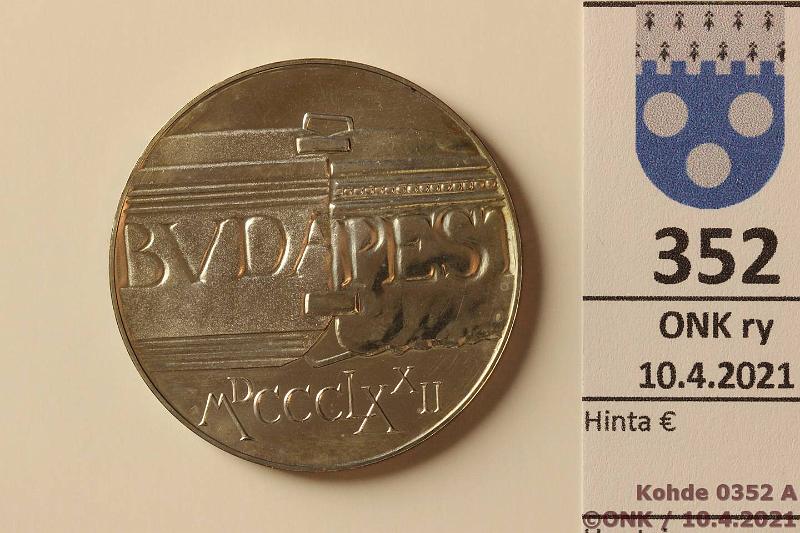 BVDAPEST
MDCCCLXXII
352
ONK ry
10.4.2021
Hinta €
Kohde 0352 A
©ONK / 10.4.2021